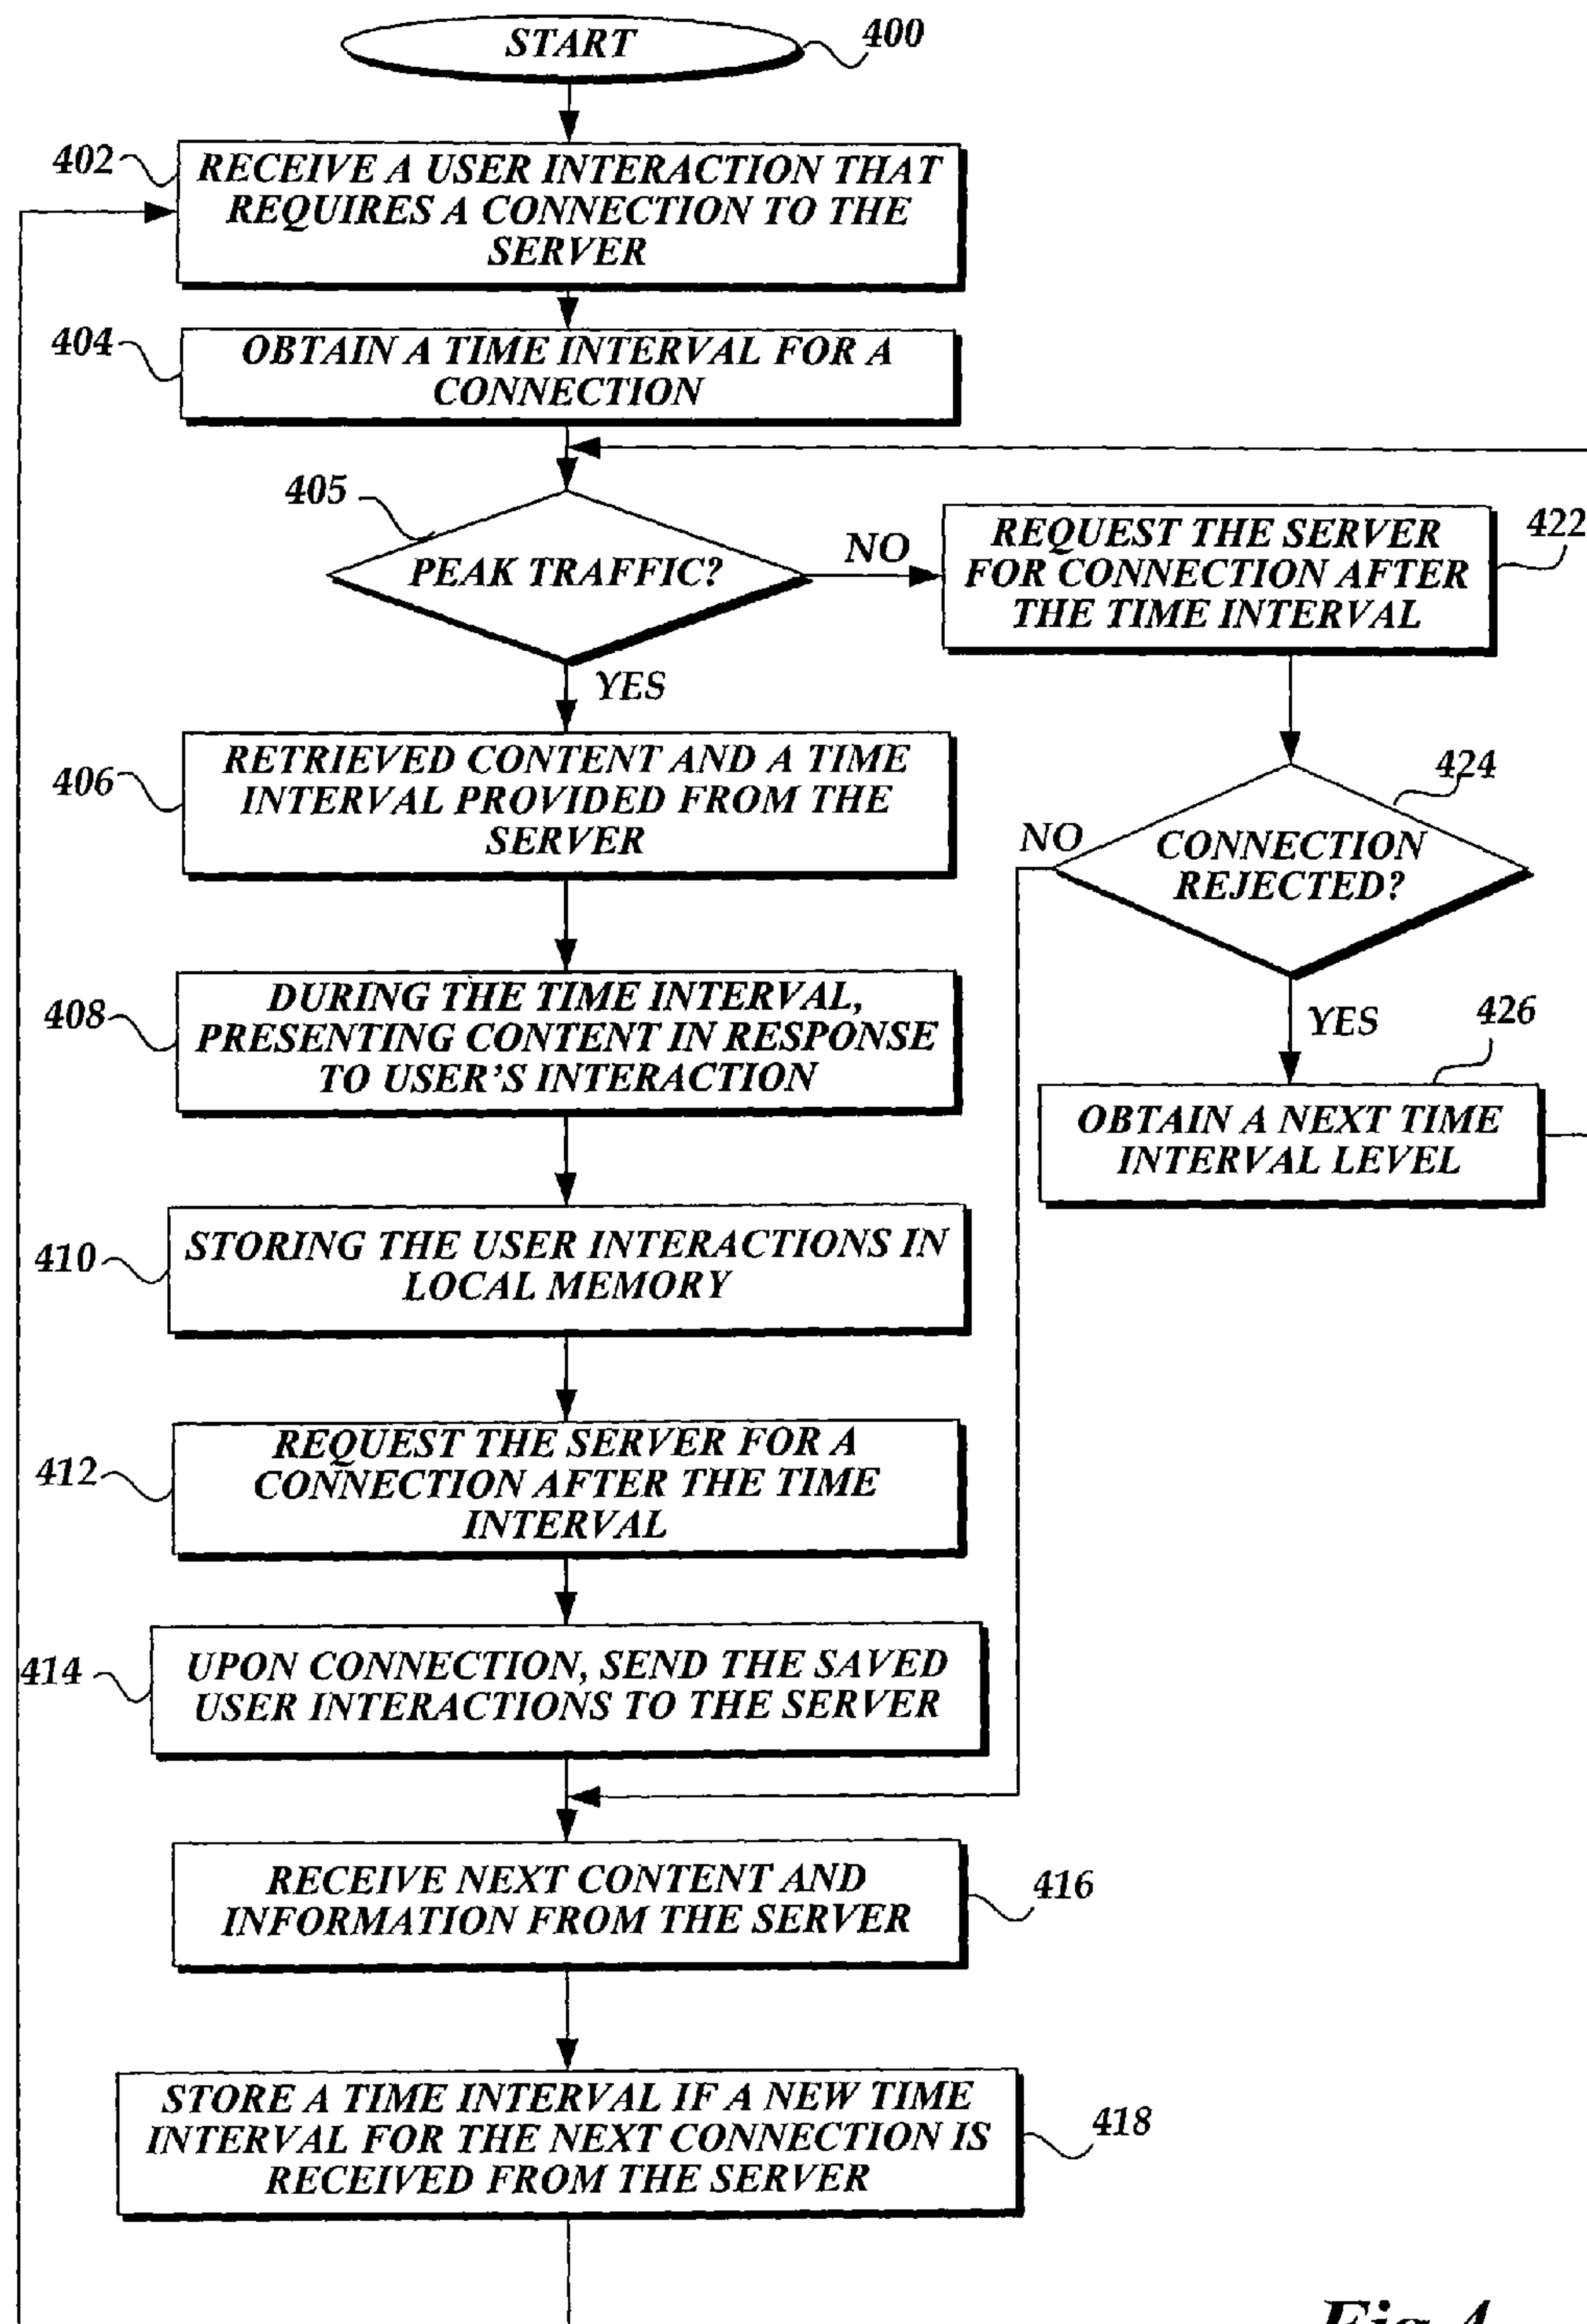 START
400
402
RECEIVE A USER INTERACTION THAT
REQUIRES A CONNECTION TO THE
SERVER
404
OBTAIN A TIME INTERVAL FOR A
CONNECTION
405
PEAK TRAFFIC?
NO
REQUEST THE SERVER
FOR CONNECTION AFTER
THE TIME INTERVAL
422
YES
406
RETRIEVED CONTENT AND A TIME
INTERVAL PROVIDED FROM THE
SERVER
424
NO
CONNECTION
REJECTED?
408
DURING THE TIME INTERVAL,
PRESENTING CONTENT IN RESPONSE
TO USER'S INTERACTION
YES
426
OBTAIN A NEXT TIME
INTERVAL LEVEL
410
STORING THE USER INTERACTIONS IN
LOCAL MEMORY
412
REQUEST THE SERVER FOR A
CONNECTION AFTER THE TIME
INTERVAL
414
UPON CONNECTION, SEND THE SAVED
USER INTERACTIONS TO THE SERVER
RECEIVE NEXT CONTENT AND
INFORMATION FROM THE SERVER
416
STORE A TIME INTERVAL IF A NEW TIME
INTERVAL FOR THE NEXT CONNECTION IS
RECEIVED FROM THE SERVER
418
Fig 4